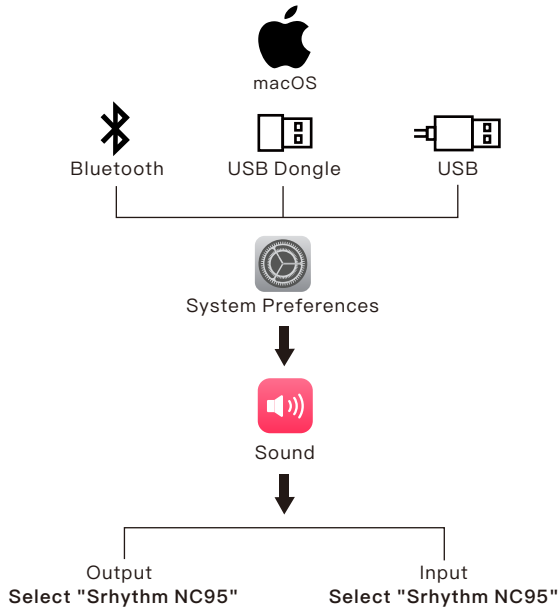 macOS
Bluetooth
USB Dongle
USB
System Preferences
Sound
Output
Select "Srhythm NC95"
Input
Select "Srhythm NC95"